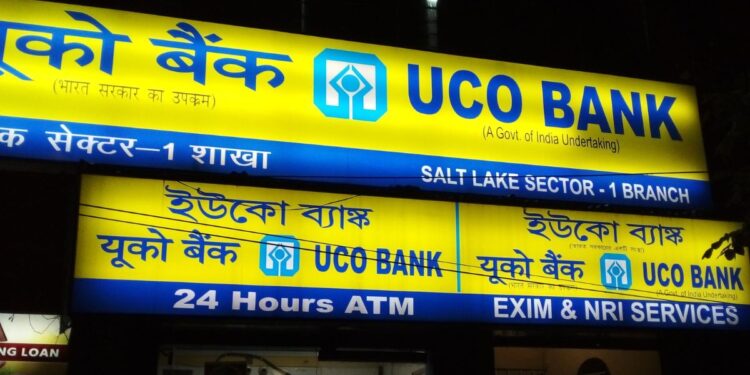 यूको बैंक
UCO BANK
(भारत सरकार का उपक्रम)
(A Govt. of India Undertaking)
क सेक्टर–1 शाखा
SALT LAKE SECTOR - 1 BRANCH
ইউকো ব্যাঙ্ক
यूको बैंक UCO BANK
24 Hours ATM
ইউকো ব্যাঙ্ক
यूको बैंक UCO BANK
(A Govt. of India Undertaking)
EXIM & NRI SERVICES
NG LOAN